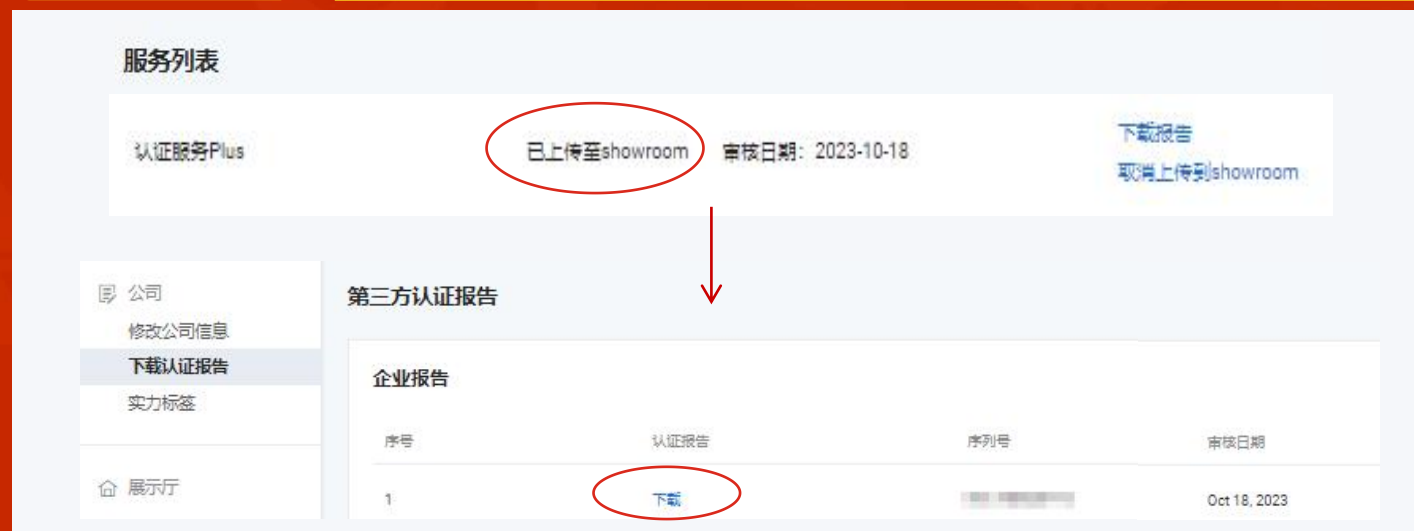 服务列表
认证服务Plus 已上传至showroom 审核日期：2023-10-18 下载报告
取消上传到showroom
公司
修改公司信息
下载认证报告
实力标签
展示厅
第三方认证报告
企业报告
序号 认证报告 序列号 审核日期
1 下载 Oct 18, 2023